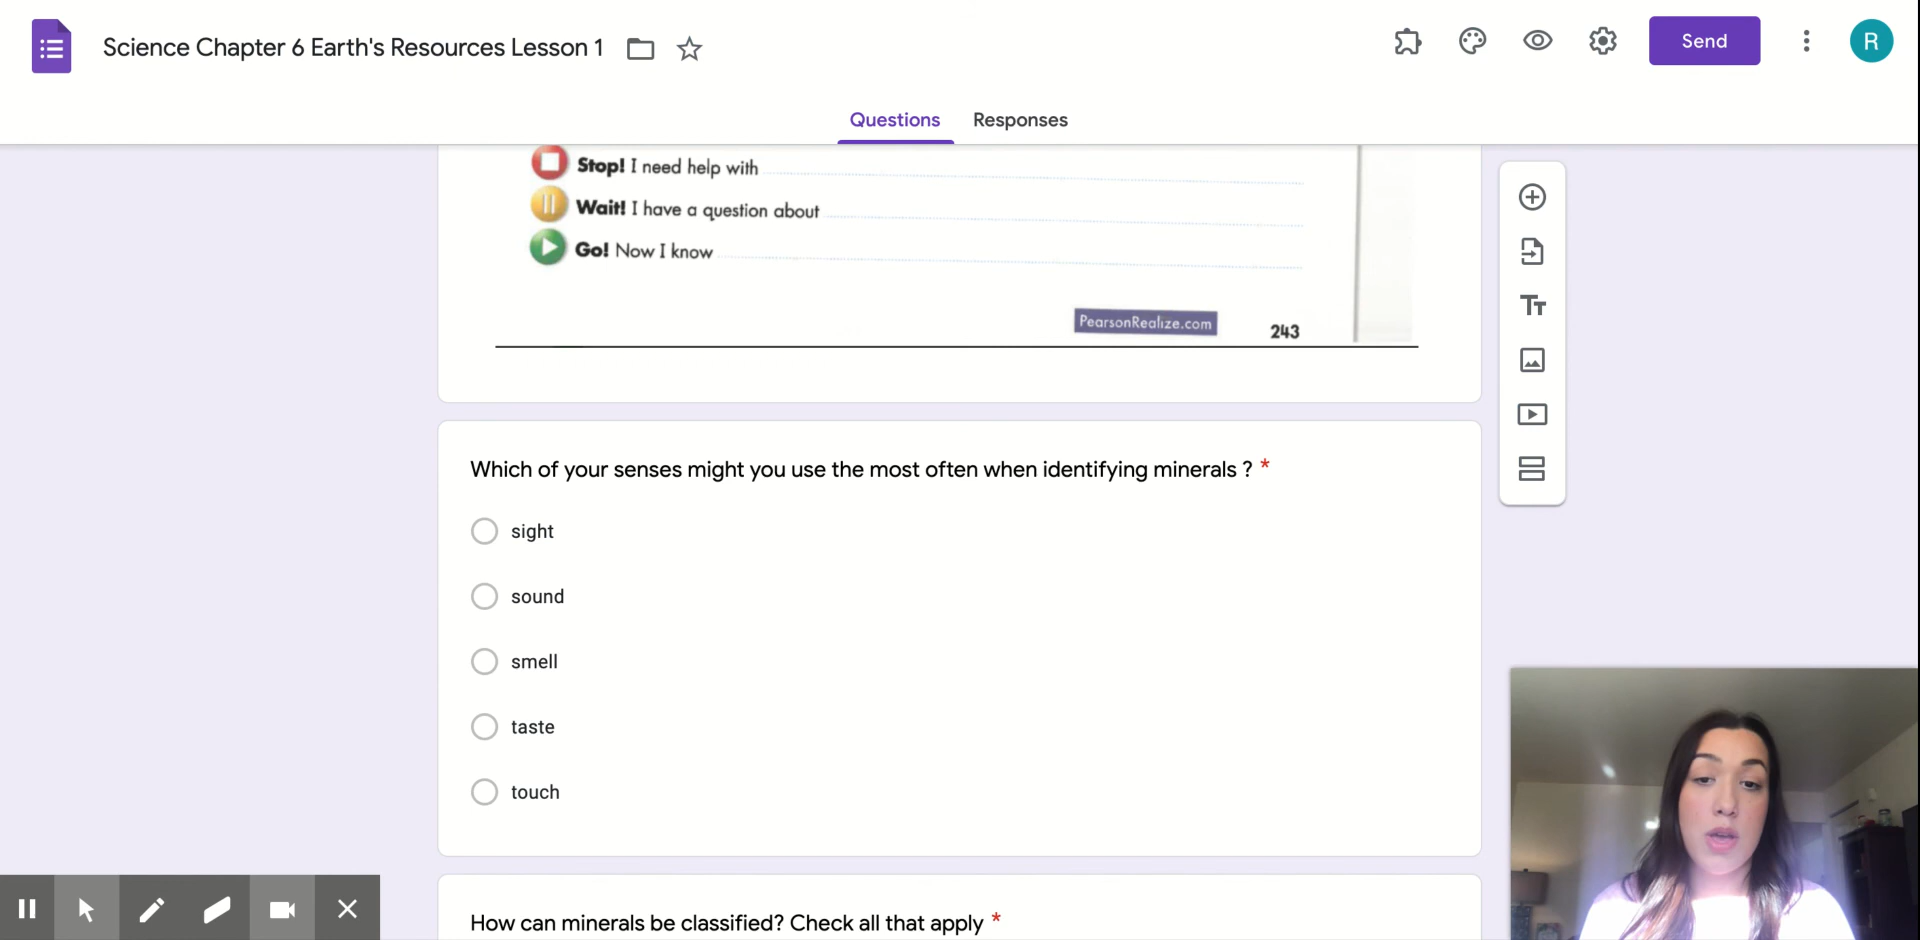 Science Chapter 6 Earth's Resources Lesson 1
Send
R
Questions
Responses
Stop! I need help with
Wait! I have a question about
Go! Now I know
PearsonRealize.com
243
Which of your senses might you use the most often when identifying minerals ? *
sight
sound
smell
taste
touch
How can minerals be classified? Check all that apply *